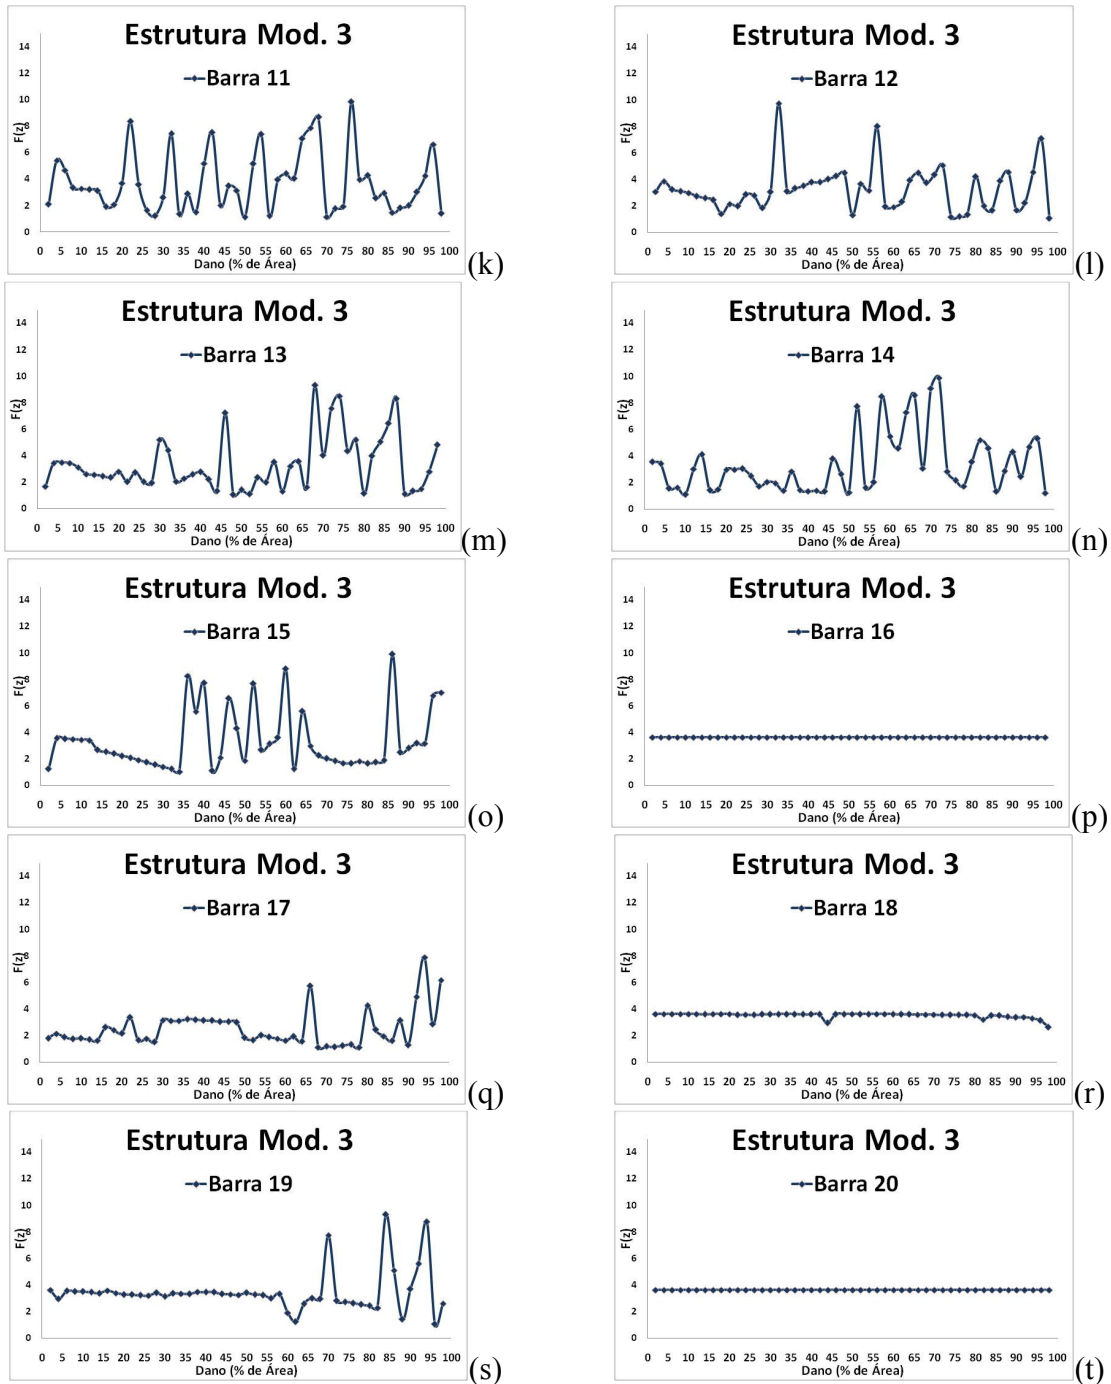 Estrutura Mod. 3
Barra 11
F(z)
14
12
10
8
6
4
2
0
0 5 10 15 20 25 30 35 40 45 50 55 60 65 70 75 80 85 90 95 100
Dano (% de Área)
(k)
Estrutura Mod. 3
Barra 12
F(z)
14
12
10
8
6
4
2
0
0 5 10 15 20 25 30 35 40 45 50 55 60 65 70 75 80 85 90 95 100
Dano (% de Área)
(l)
Estrutura Mod. 3
Barra 13
F(z)
14
12
10
8
6
4
2
0
0 5 10 15 20 25 30 35 40 45 50 55 60 65 70 75 80 85 90 95 100
Dano (% de Área)
(m)
Estrutura Mod. 3
Barra 14
F(z)
14
12
10
8
6
4
2
0
0 5 10 15 20 25 30 35 40 45 50 55 60 65 70 75 80 85 90 95 100
Dano (% de Área)
(n)
Estrutura Mod. 3
Barra 15
F(z)
14
12
10
8
6
4
2
0
0 5 10 15 20 25 30 35 40 45 50 55 60 65 70 75 80 85 90 95 100
Dano (% de Área)
(o)
Estrutura Mod. 3
Barra 16
F(z)
14
12
10
8
6
4
2
0
0 5 10 15 20 25 30 35 40 45 50 55 60 65 70 75 80 85 90 95 100
Dano (% de Área)
(p)
Estrutura Mod. 3
Barra 17
F(z)
14
12
10
8
6
4
2
0
0 5 10 15 20 25 30 35 40 45 50 55 60 65 70 75 80 85 90 95 100
Dano (% de Área)
(q)
Estrutura Mod. 3
Barra 18
F(z)
14
12
10
8
6
4
2
0
0 5 10 15 20 25 30 35 40 45 50 55 60 65 70 75 80 85 90 95 100
Dano (% de Área)
(r)
Estrutura Mod. 3
Barra 19
F(z)
14
12
10
8
6
4
2
0
0 5 10 15 20 25 30 35 40 45 50 55 60 65 70 75 80 85 90 95 100
Dano (% de Área)
(s)
Estrutura Mod. 3
Barra 20
F(z)
14
12
10
8
6
4
2
0
0 5 10 15 20 25 30 35 40 45 50 55 60 65 70 75 80 85 90 95 100
Dano (% de Área)
(t)